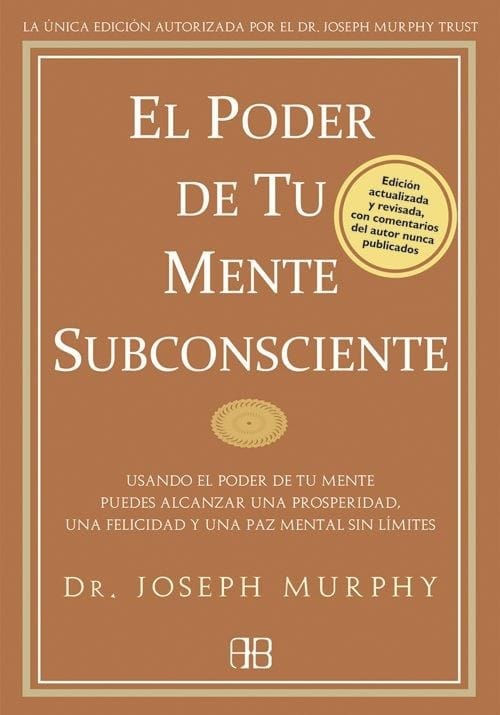 LA ÚNICA EDICIÓN AUTORIZADA POR EL DR. JOSEPH MURPHY TRUST
EL PODER
DE TU
MENTE
SUBCONSCIENTE
Edición
actualizada
y revisada,
con comentarios
del autor nunca
publicados
USANDO EL PODER DE TU MENTE
PUEDES ALCANZAR UNA PROSPERIDAD,
UNA FELICIDAD Y UNA PAZ MENTAL SIN LÍMITES
DR. JOSEPH MURPHY
AB